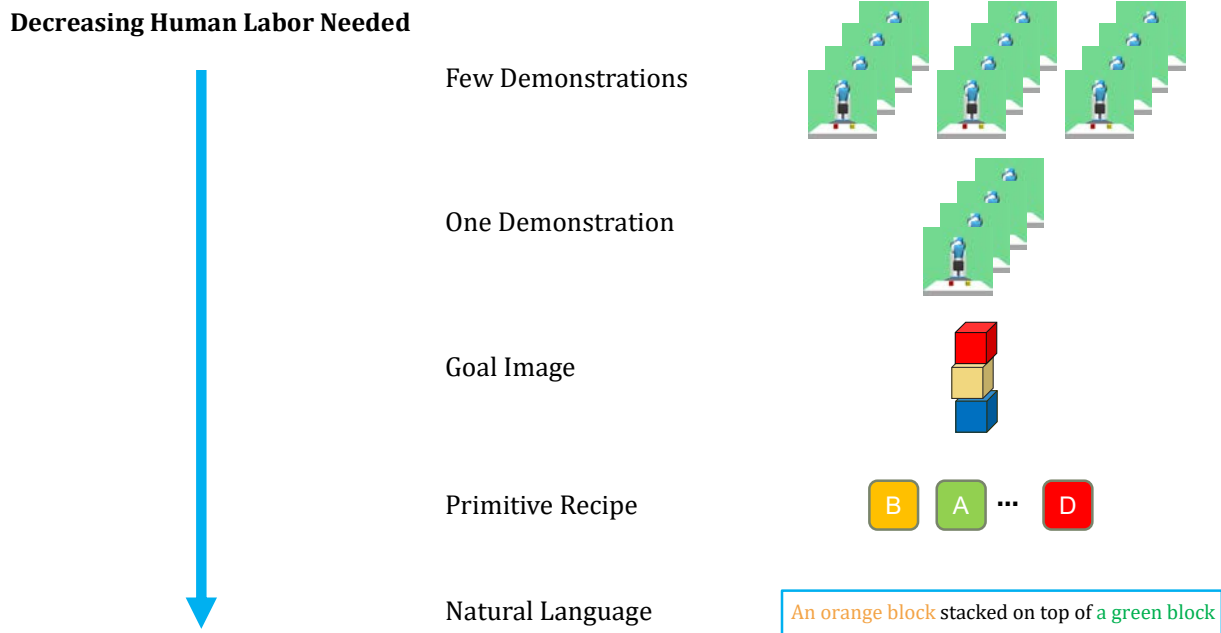 Decreasing Human Labor Needed
Few Demonstrations
One Demonstration
Goal Image
Primitive Recipe
B A ... D
Natural Language
An orange block stacked on top of a green block